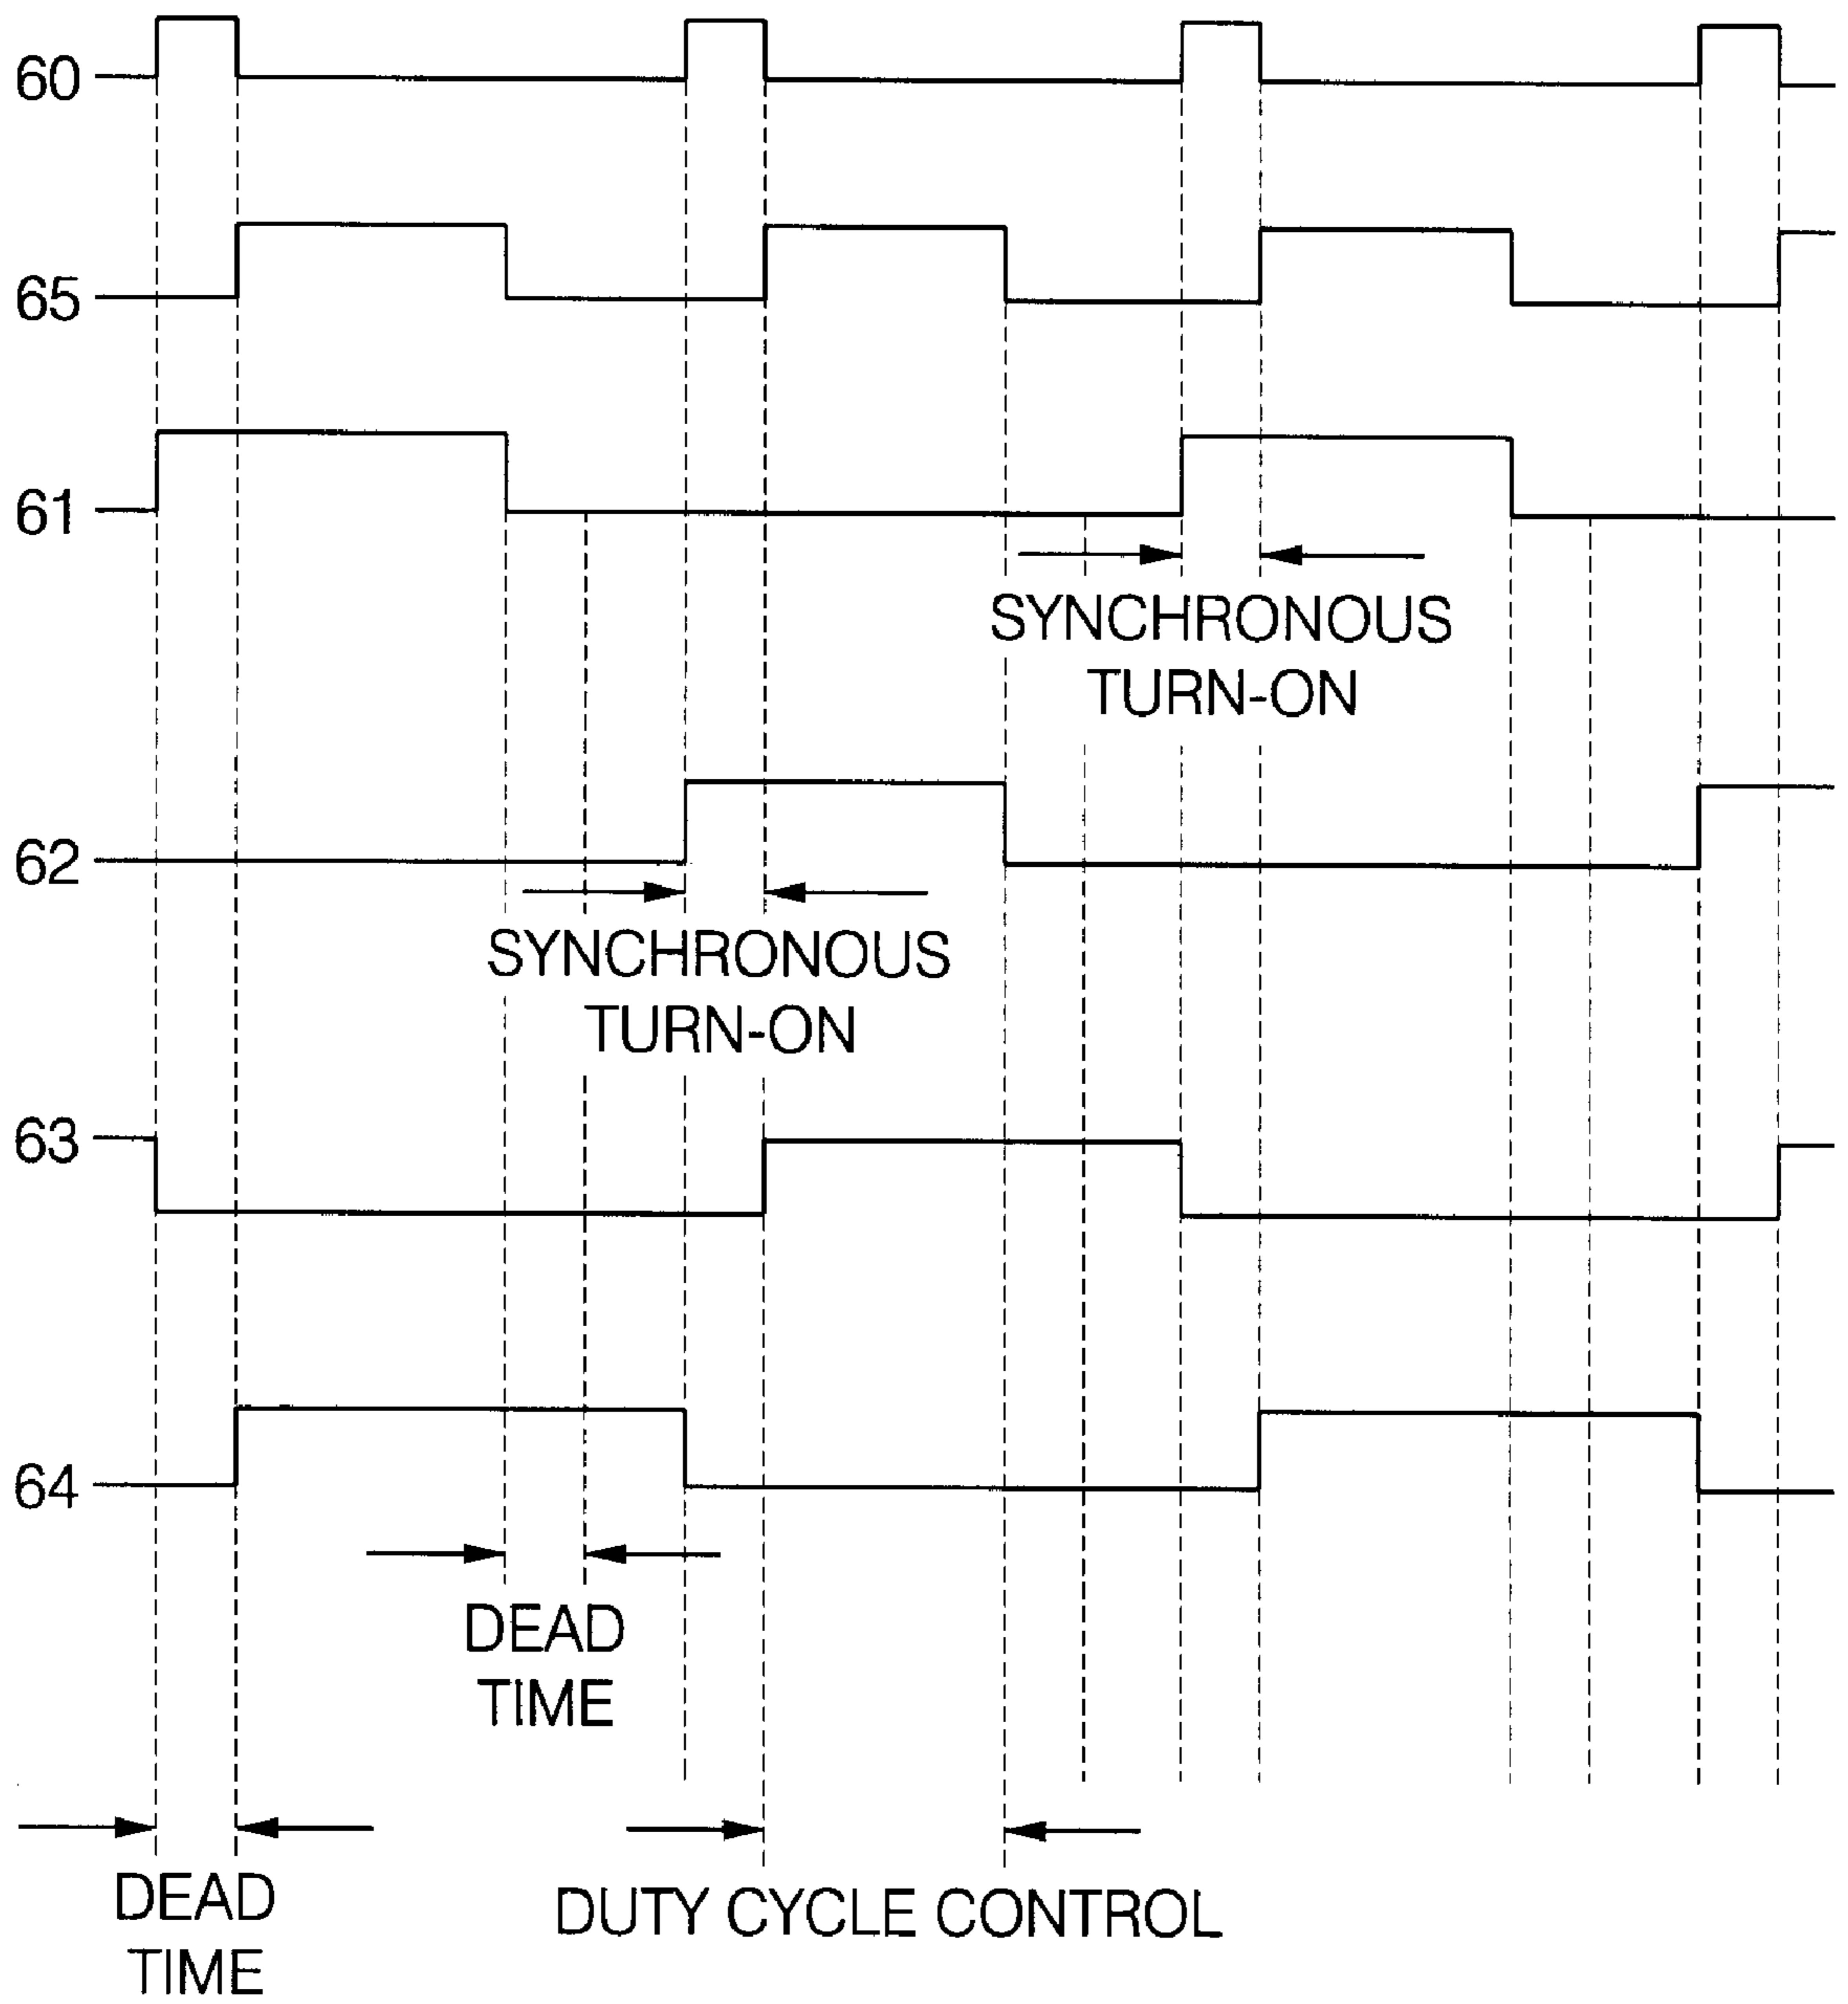 60
65
61
SYNCHRONOUS
TURN-ON
62
SYNCHRONOUS
TURN-ON
63
64
DEAD
TIME
DEAD
TIME
DUTY CYCLE CONTROL